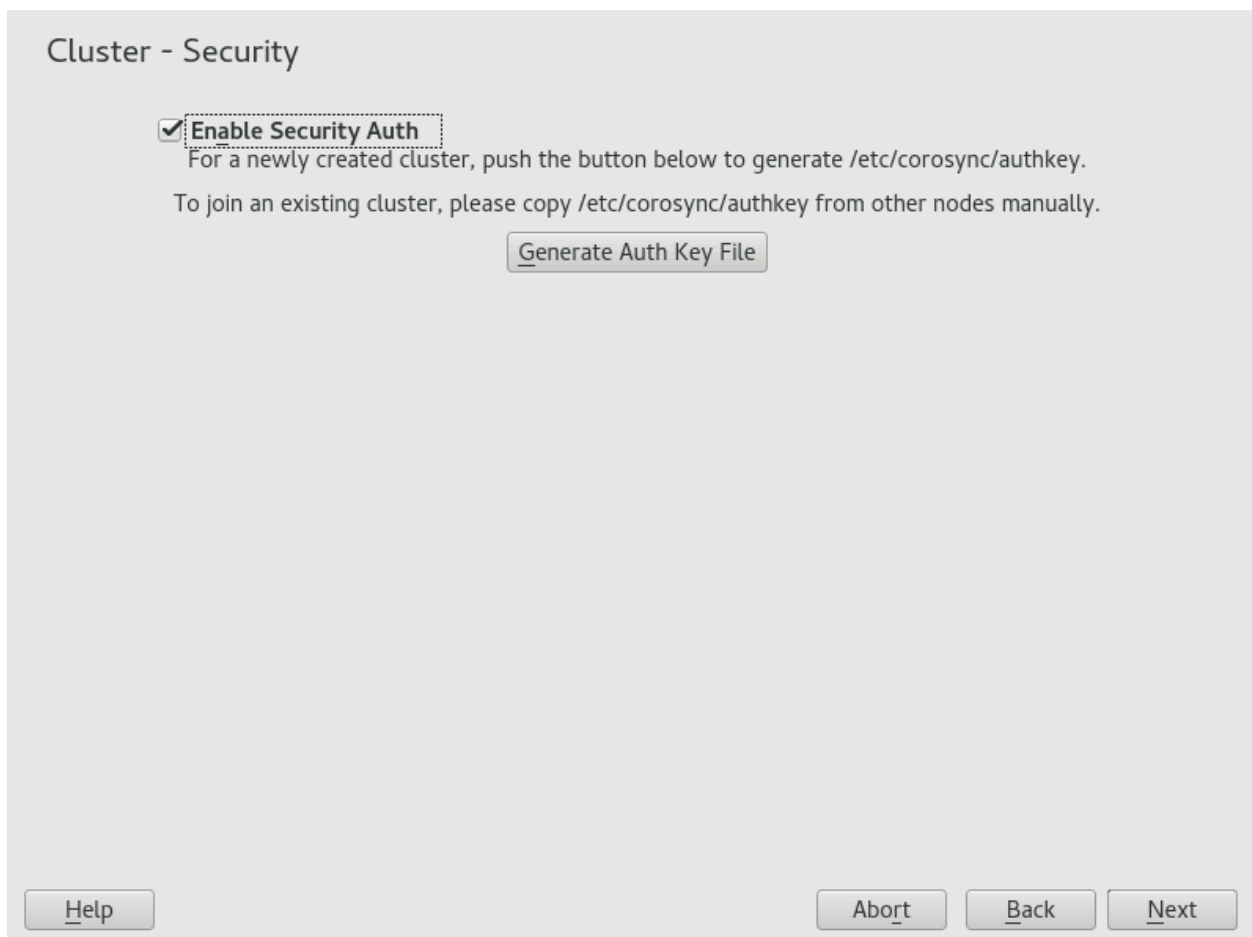 Cluster - Security
Enable Security Auth
For a newly created cluster, push the button below to generate /etc/corosync/authkey.
To join an existing cluster, please copy /etc/corosync/authkey from other nodes manually.
Generate Auth Key File
Help
Abort
Back
Next